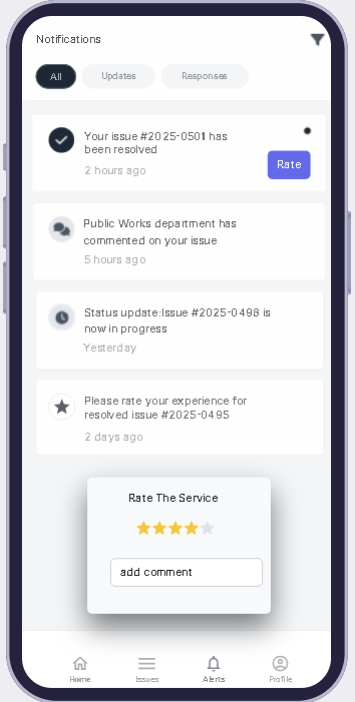 Notifications
All
Updates
Responses
Your issue #2025-0501 has
been resolved
2 hours ago
Rate
Public Works department has
commented on your issue
5 hours ago
Status update:Issue #2025-0498 is
now in progress
Yesterday
Please rate your experience for
resolved issue #2025-0495
2 days ago
Rate The Service
add comment
Home
Issues
Alerts
Profile